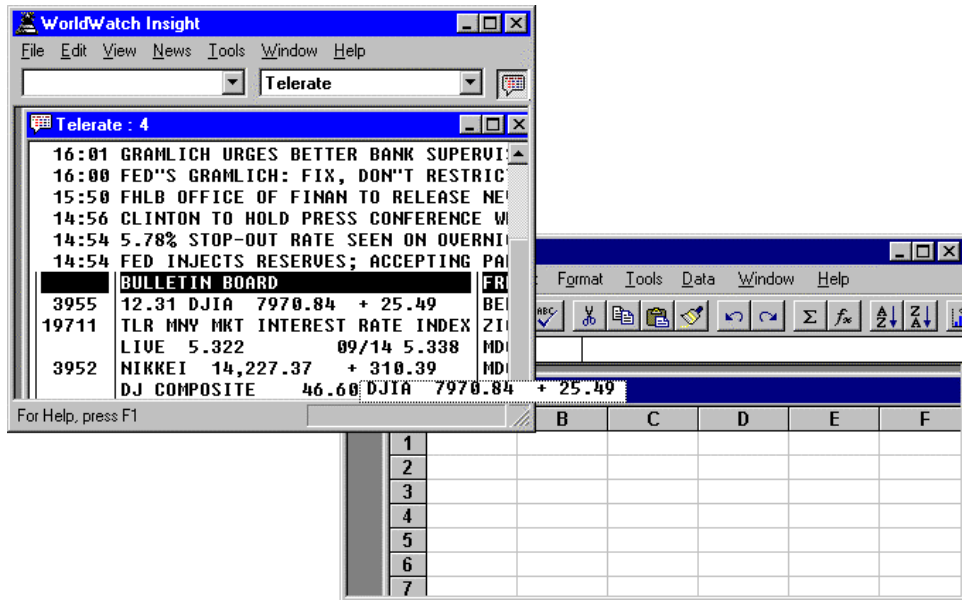 WorldWatch Insight
File Edit View News Tools Window Help
Telerate
Telerate : 4
16:01 GRAMLICH URGES BETTER BANK
16:00 FED"S GRAMLICH: FIX, DON"T
15:50 FHLB OFFICE OF FINAN TO RELEASE
14:56 CLINTON TO HOLD PRESS CONFERENCE
14:54 5.78% STOP-OUT RATE SEEN ON
14:54 FED INJECTS RESERVES; ACCEPTING
BULLETIN BOARD
3955 12.31 DJIA 7970.84 + 25.49
19711 TLR MNY MKT INTEREST RATE INDEX
LIVE 5.322 09/14 5.338
3952 NIKKEI 14,227.37 + 310.39
DJ COMPOSITE 46.60
DJIA 7970.84 + 25.49
For Help, press F1
Format Tools Data Window Help
ABC Σ fx A Z Z A
B C D E F
1
2
3
4
5
6
7